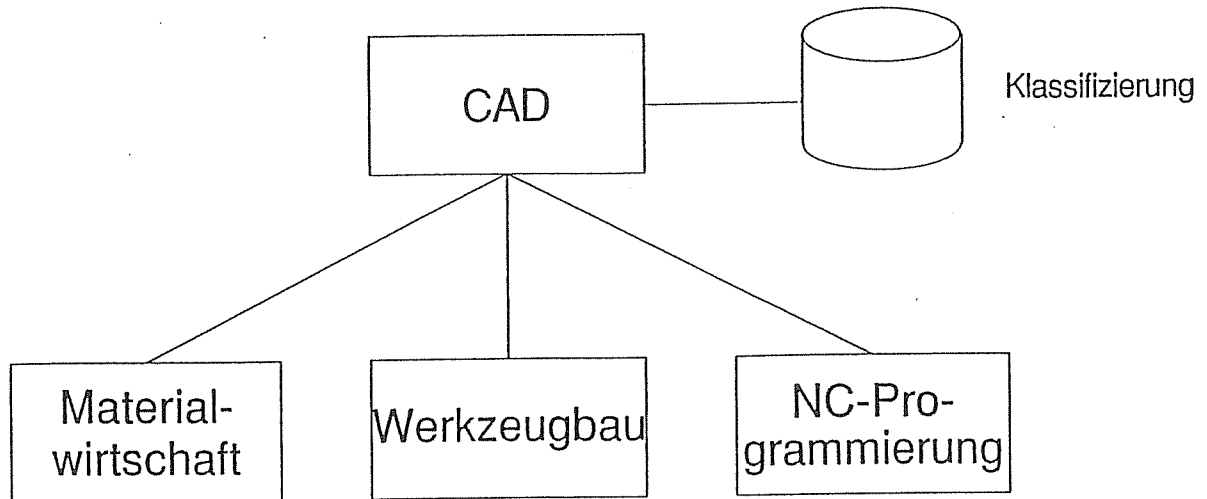 CAD
Klassifizierung
Material-
wirtschaft
Werkzeugbau
NC-Pro-
grammierung